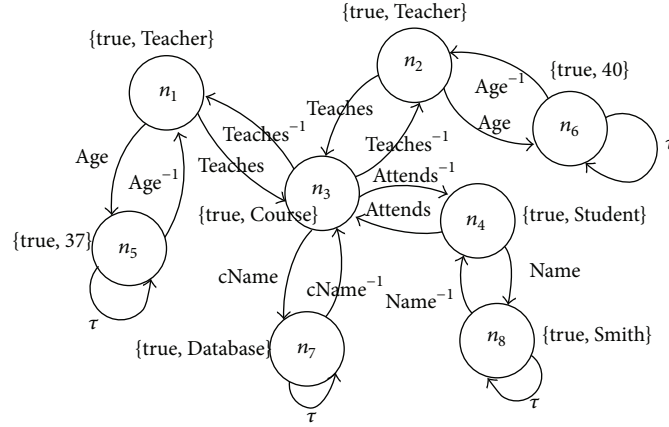 {true, Teacher}
{true, Teacher}
n₂
{true, 40}
n₁
Age⁻¹
Teaches
Teaches⁻¹
Age
n₆
Teaches
Teaches⁻¹
τ
Age
Age⁻¹
Attends⁻¹
n₃
Attends
{true, Course}
n₄
{true, Student}
{true, 37}
n₅
cName
cName⁻¹
Name⁻¹
Name
τ
{true, Database}
n₇
n₈
{true, Smith}
τ
τ